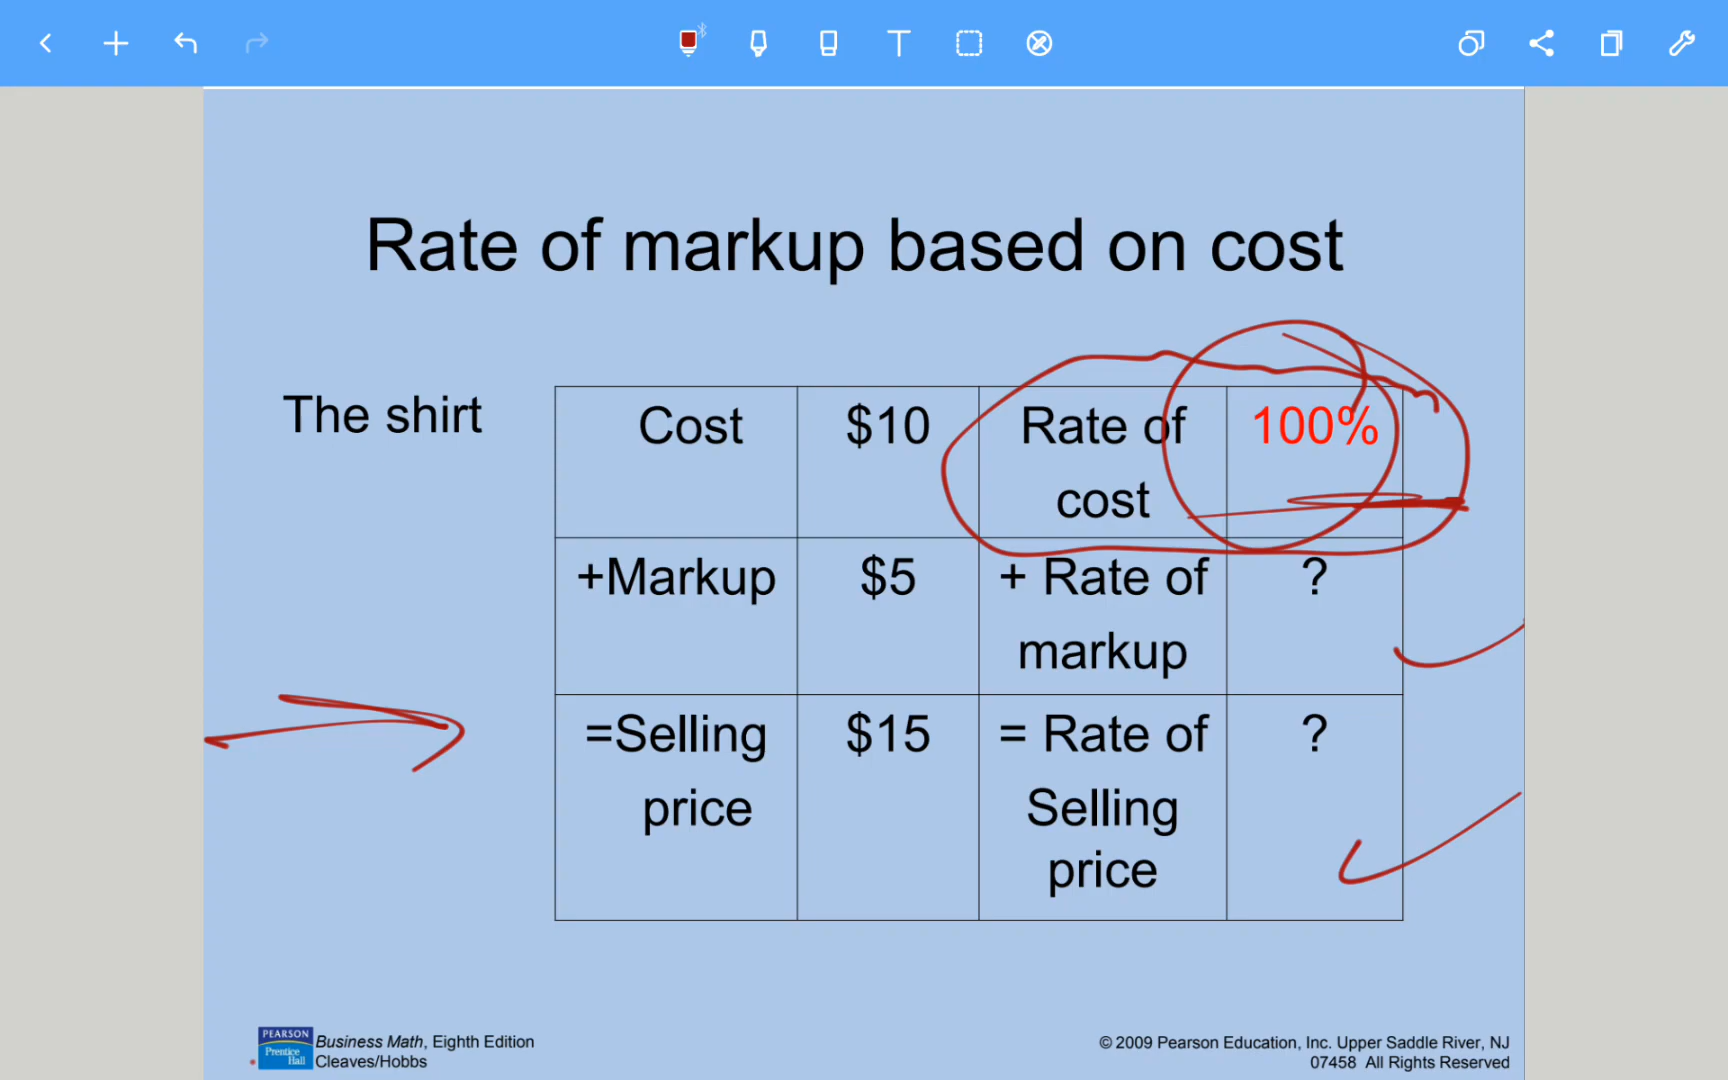 Rate of markup based on cost
The shirt
Cost $10 Rate of 100%
cost
+Markup $5 + Rate of ?
markup
=Selling $15 = Rate of ?
price Selling
price
PEARSON
Prentice
Hall
Business Math, Eighth Edition
Cleaves/Hobbs
© 2009 Pearson Education, Inc. Upper Saddle River, NJ
07458 All Rights Reserved